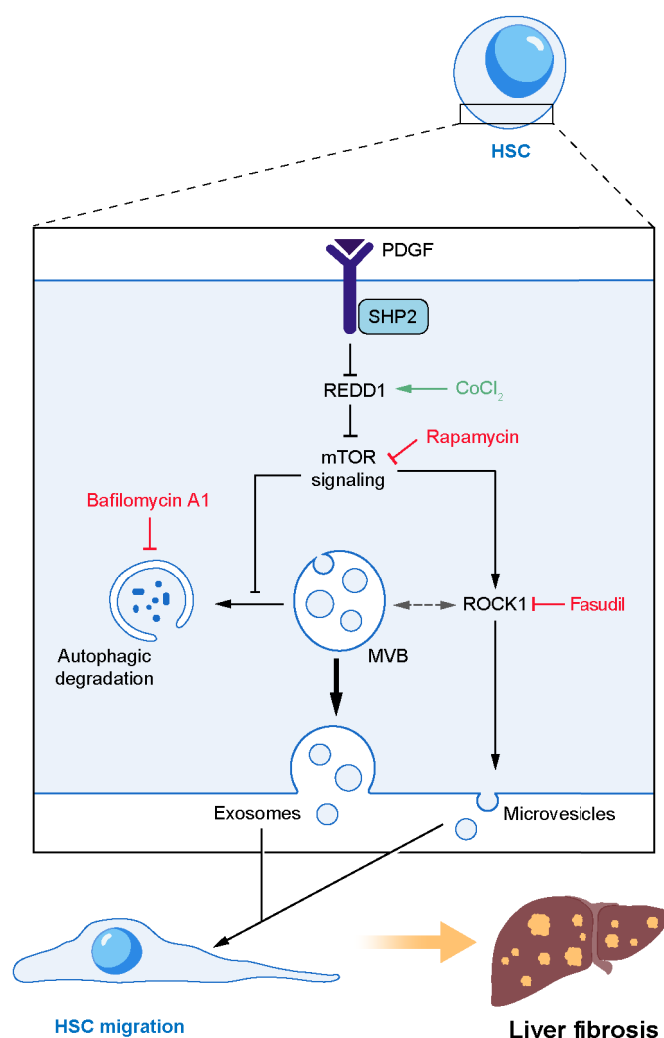 HSC
PDGF
SHP2
REDD1
CoCl₂
Rapamycin
mTOR
signaling
Bafilomycin A1
ROCK1
Fasudil
MVB
Autophagic
degradation
Exosomes
Microvesicles
HSC migration
Liver fibrosis